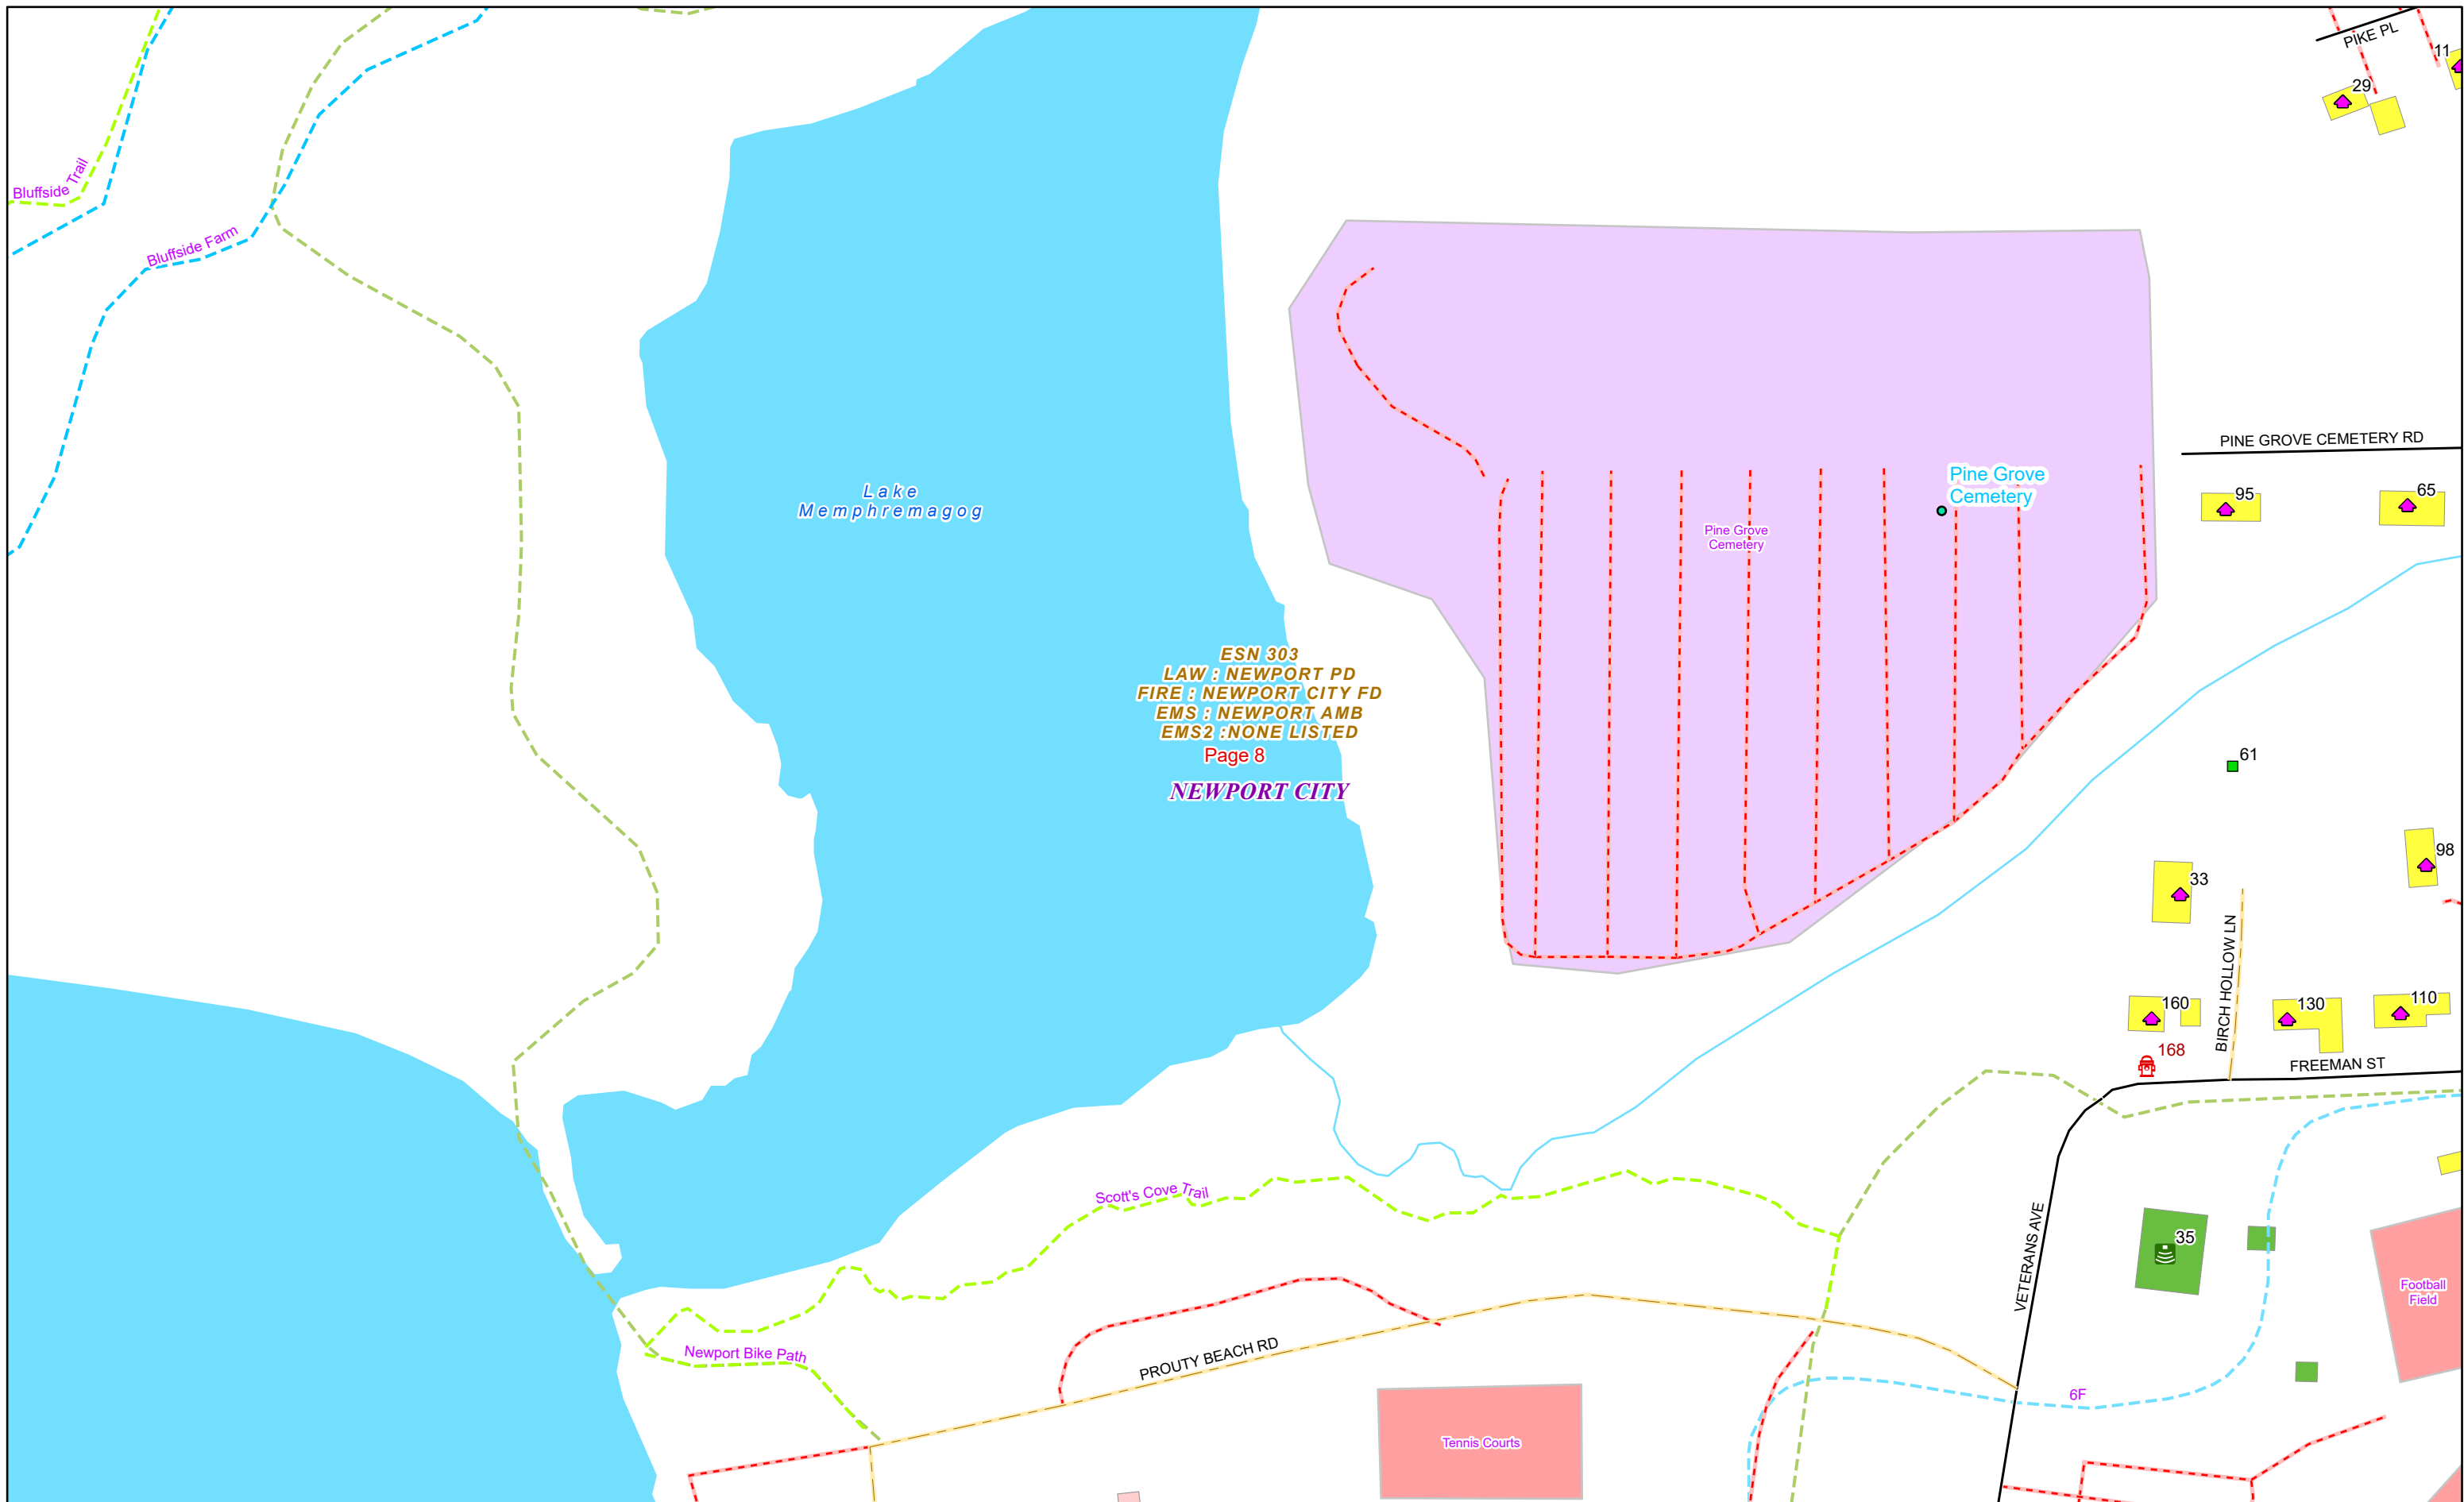 PIKE PL
11
29
Bluffside Trail
Bluffside Farm
PINE GROVE CEMETERY RD
Pine Grove
Cemetery
95
65
Lake
Memphremagog
Pine Grove
Cemetery
ESN 303
LAW : NEWPORT PD
FIRE : NEWPORT CITY FD
EMS : NEWPORT AMB
EMS2 :NONE LISTED
Page 8
NEWPORT CITY
61
98
33
BIRCH HOLLOW LN
160
130
110
168
FREEMAN ST
Scott's Cove Trail
VETERANS AVE
35
Football
Field
Newport Bike Path
PROUTY BEACH RD
6F
Tennis Courts